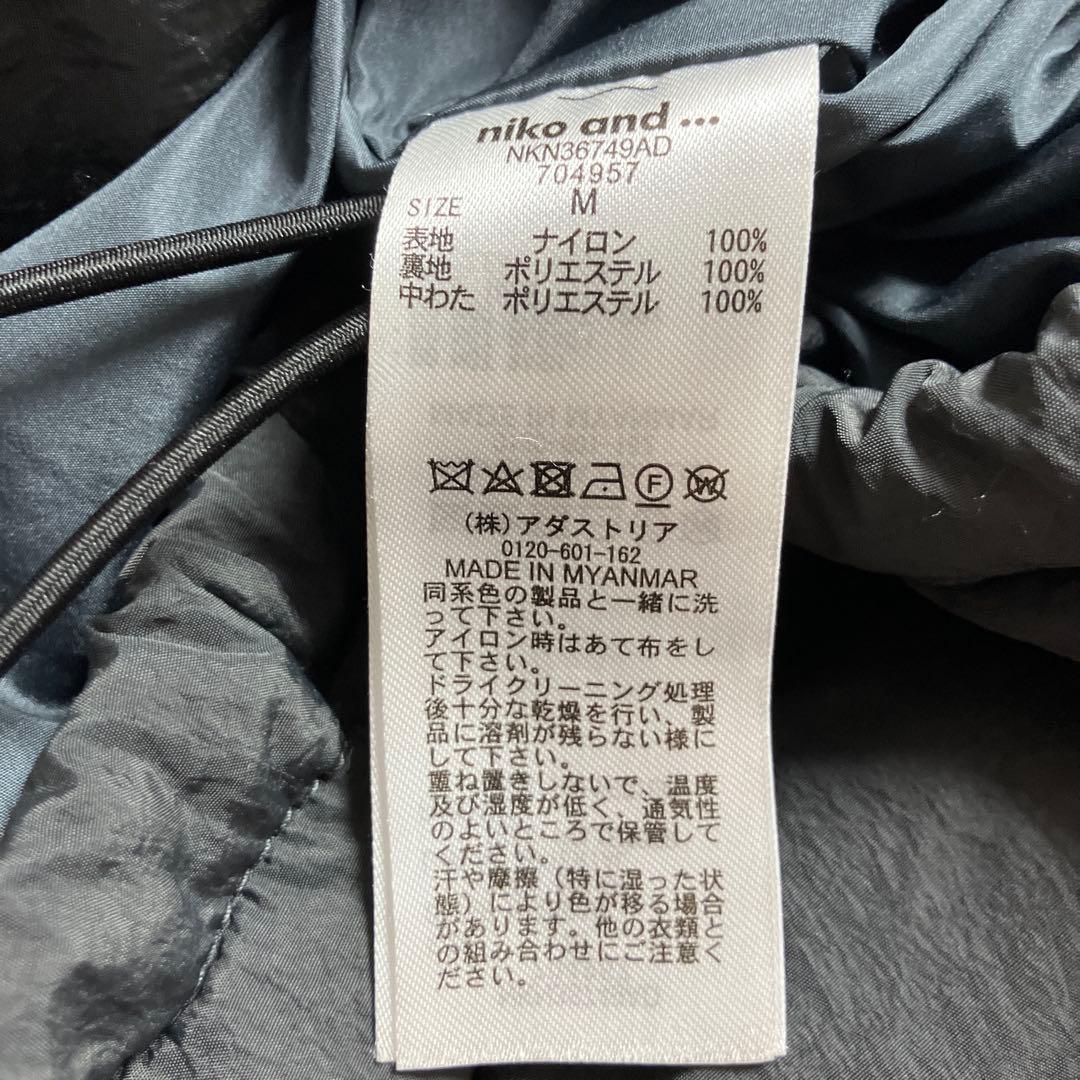 niko and ...
NKN36749AD
704957
SIZE M
表地 ナイロン 100%
裏地 ポリエステル 100%
中わた ポリエステル 100%
F W
(株)アダストリア
0120-601-162
MADE IN MYANMAR
同系色の製品と一緒に洗
って下さい。
アイロン時はあて布をし
て下さい。
ドライクリーニング処理
後十分な乾燥を行い、製
品に溶剤が残らない様に
して下さい。
重ね置きしないで、温度
及び湿度が低く、通気性
のよいところで保管して
ください。
汗や摩擦（特に湿った状
態）により色が移る場合
があります。他の衣類と
の組み合わせにご注意く
ださい。